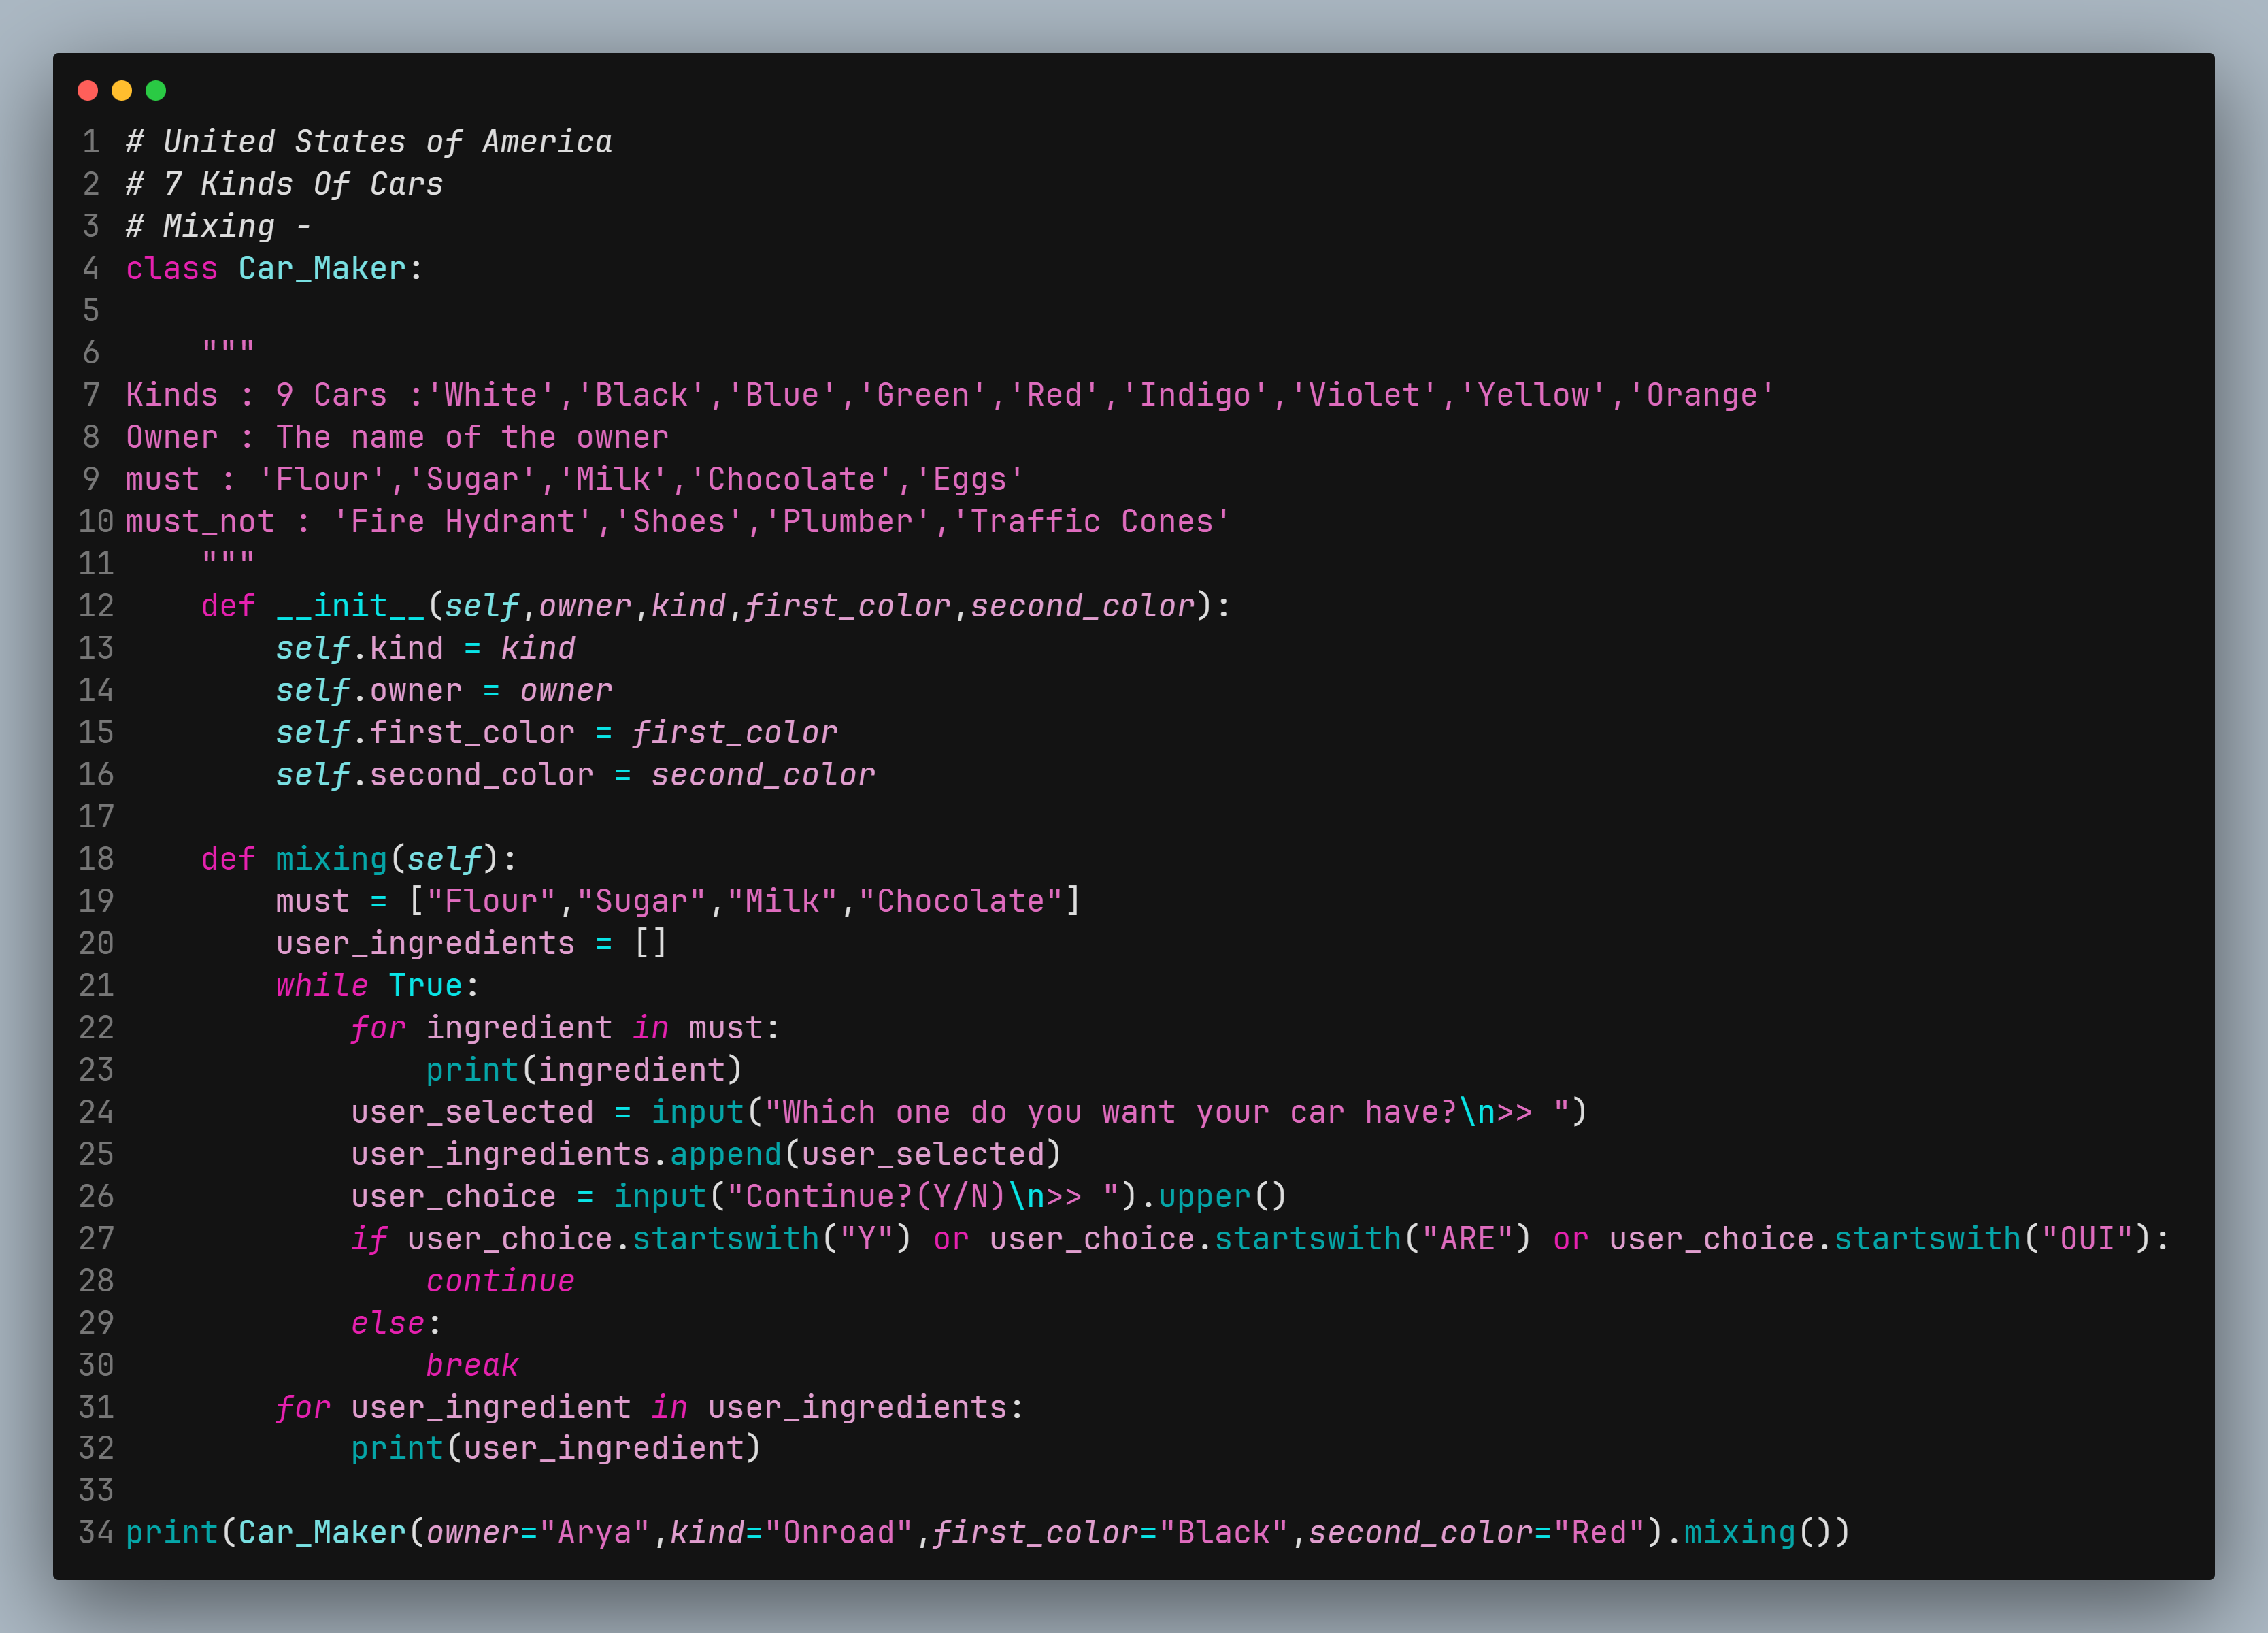 1 # United States of America
2 # 7 Kinds Of Cars
3 # Mixing -
4 class Car_Maker:
5
6     """
7 Kinds : 9 Cars :'White','Black','Blue','Green','Red','Indigo','Violet','Yellow','Orange'
8 Owner : The name of the owner
9 must : 'Flour','Sugar','Milk','Chocolate','Eggs'
10 must_not : 'Fire Hydrant','Shoes','Plumber','Traffic Cones'
11     """
12     def __init__(self,owner,kind,first_color,second_color):
13         self.kind = kind
14         self.owner = owner
15         self.first_color = first_color
16         self.second_color = second_color
17
18     def mixing(self):
19         must = ["Flour","Sugar","Milk","Chocolate"]
20         user_ingredients = []
21         while True:
22             for ingredient in must:
23                 print(ingredient)
24             user_selected = input("Which one do you want your car have?\n>> ")
25             user_ingredients.append(user_selected)
26             user_choice = input("Continue?(Y/N)\n>> ").upper()
27             if user_choice.startswith("Y") or user_choice.startswith("ARE") or user_choice.startswith("OUI"):
28                 continue
29             else:
30                 break
31         for user_ingredient in user_ingredients:
32             print(user_ingredient)
33
34 print(Car_Maker(owner="Arya",kind="Onroad",first_color="Black",second_color="Red").mixing())